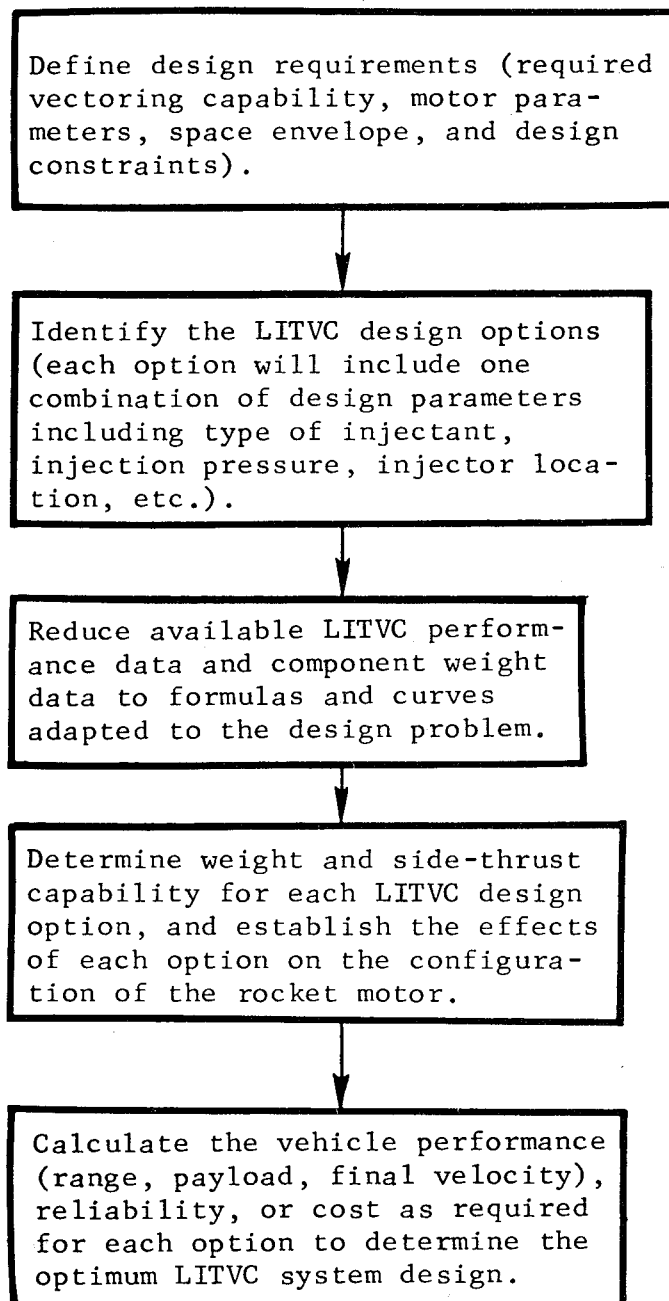 Define design requirements (required
vectoring capability, motor para-
meters, space envelope, and design
constraints).
Identify the LITVC design options
(each option will include one
combination of design parameters
including type of injectant,
injection pressure, injector loca-
tion, etc.).
Reduce available LITVC perform-
ance data and component weight
data to formulas and curves
adapted to the design problem.
Determine weight and side-thrust
capability for each LITVC design
option, and establish the effects
of each option on the configura-
tion of the rocket motor.
Calculate the vehicle performance
(range, payload, final velocity),
reliability, or cost as required
for each option to determine the
optimum LITVC system design.